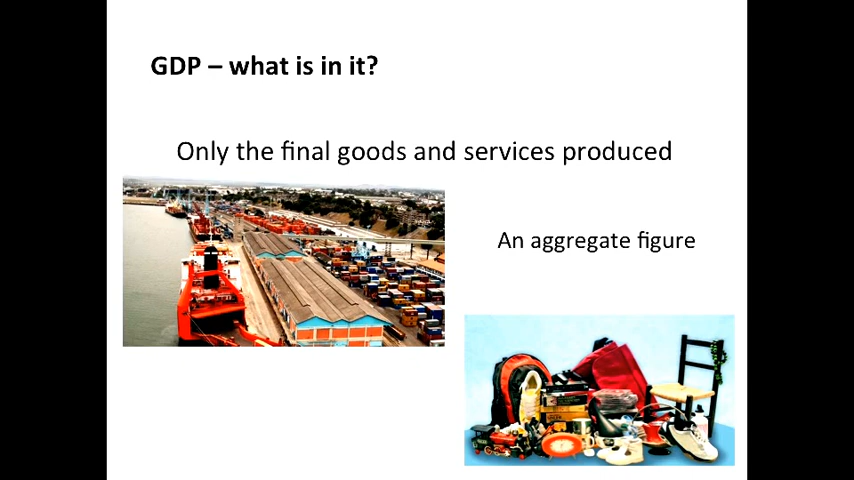 GDP – what is in it?
Only the final goods and services produced
An aggregate figure